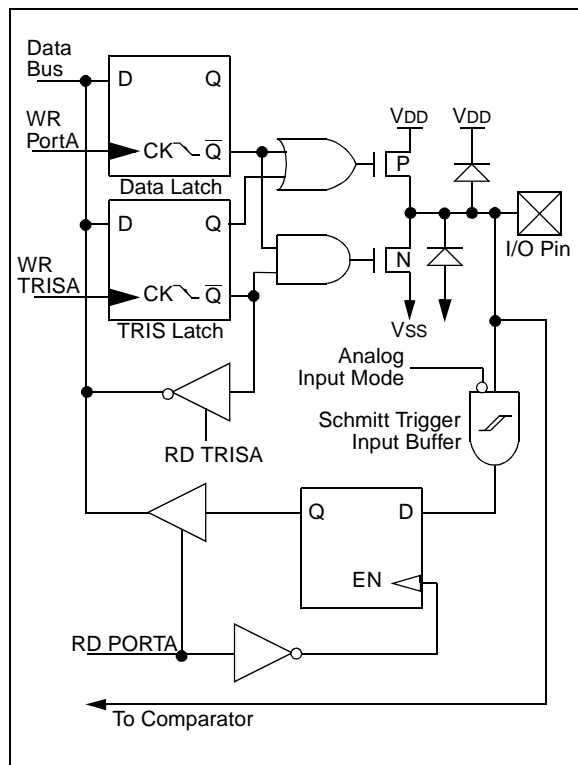 Data
Bus
D Q
VDD VDD
WR
PortA
CK Q
P
Data Latch
D Q
I/O Pin
WR
TRISA
N
CK Q
VSS
TRIS Latch
Analog
Input Mode
Schmitt Trigger
Input Buffer
RD TRISA
Q D
EN
RD PORTA
To Comparator